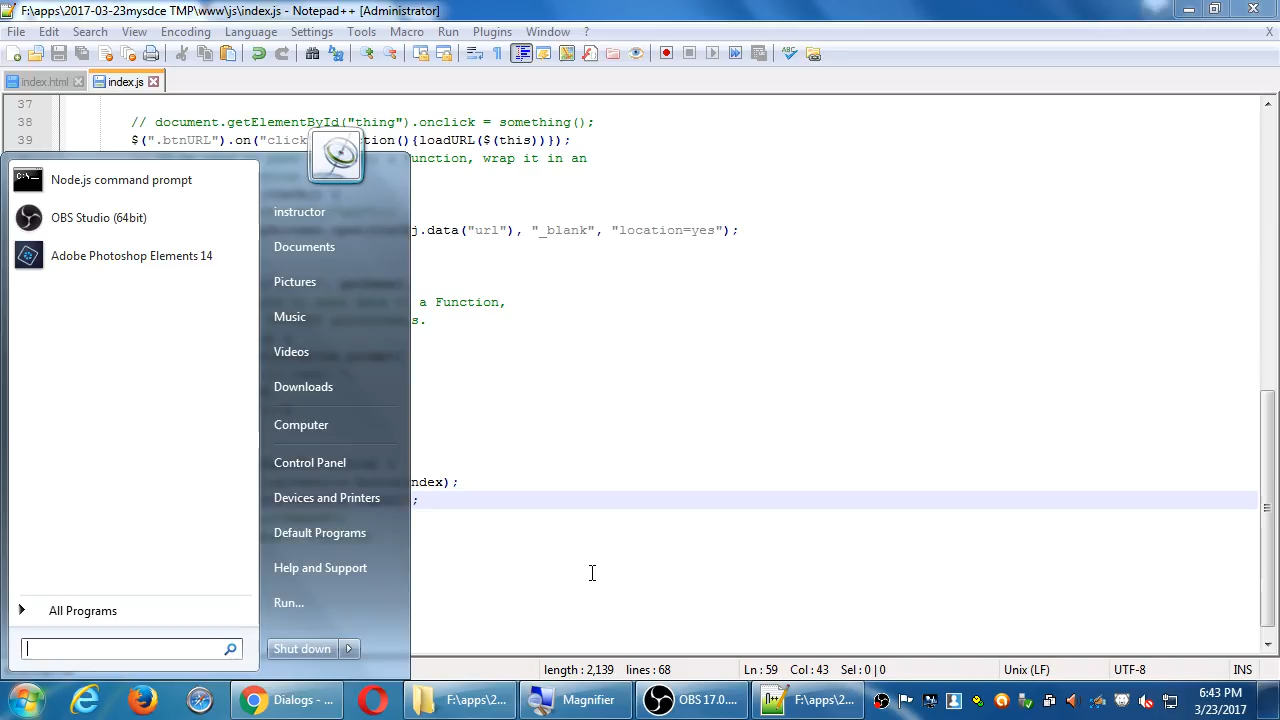 F:\apps\2017-03-23mysdce TMP\www\js\index.js - Notepad++ [Administrator]
File Edit Search View Encoding Language Settings Tools Macro Run Plugins Window ? X
index.html index.js
37
38 // document.getElementById("thing").onclick = something();
39 $(".btnURL").on("click
ction(){loadURL($(this))});
unction, wrap it in an
j.data("url"), "_blank", "location=yes");
a Function,
s.
ndex);
;
Node.js command prompt
OBS Studio (64bit)
Adobe Photoshop Elements 14
All Programs
instructor
Documents
Pictures
Music
Videos
Downloads
Computer
Control Panel
Devices and Printers
Default Programs
Help and Support
Run...
Shut down
length : 2,139 lines : 68 Ln : 59 Col : 43 Sel : 0 | 0 Unix (LF) UTF-8 INS
Dialogs - ... F:\apps\2... Magnifier OBS 17.0.... F:\apps\2...
6:43 PM
3/23/2017